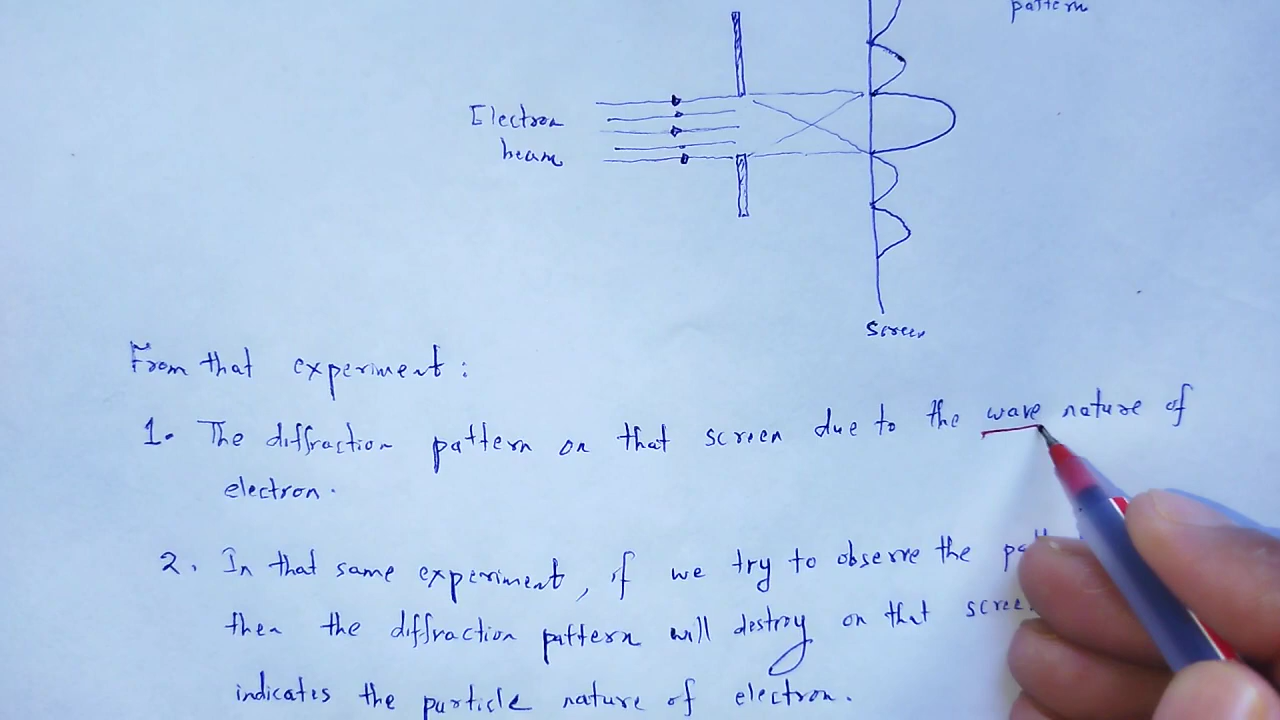 pattern
Electron
beam
screen
From that experiment:
1. The diffraction pattern on that screen due to the wave nature of
electron.
2. In that same experiment, if we try to observe the
then the diffraction pattern will destroy on that
indicates the particle nature of electron.